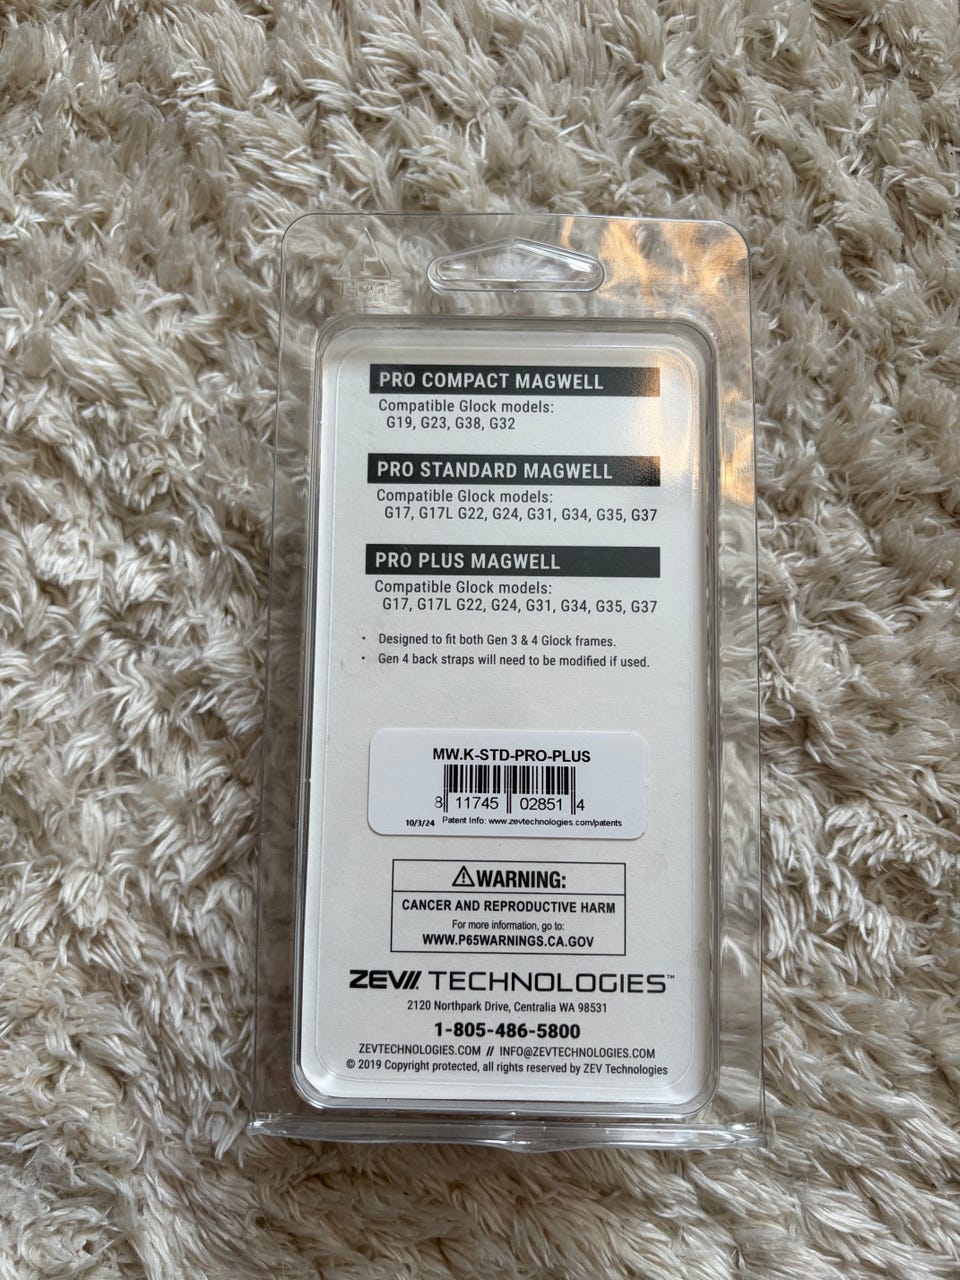 PRO COMPACT MAGWELL
Compatible Glock models:
G19, G23, G38, G32
PRO STANDARD MAGWELL
Compatible Glock models:
G17, G17L G22, G24, G31, G34, G35, G37
PRO PLUS MAGWELL
Compatible Glock models:
G17, G17L G22, G24, G31, G34, G35, G37
• Designed to fit both Gen 3 & 4 Glock frames.
• Gen 4 back straps will need to be modified if used.
MW.K-STD-PRO-PLUS
8 11745 02851 4
10/3/24 Patent Info: www.zevtechnologies.com/patents
⚠WARNING:
CANCER AND REPRODUCTIVE HARM
For more information, go to:
WWW.P65WARNINGS.CA.GOV
ZEV// TECHNOLOGIES™
2120 Northpark Drive, Centralia WA 98531
1-805-486-5800
ZEVTECHNOLOGIES.COM // INFO@ZEVTECHNOLOGIES.COM
© 2019 Copyright protected, all rights reserved by ZEV Technologies